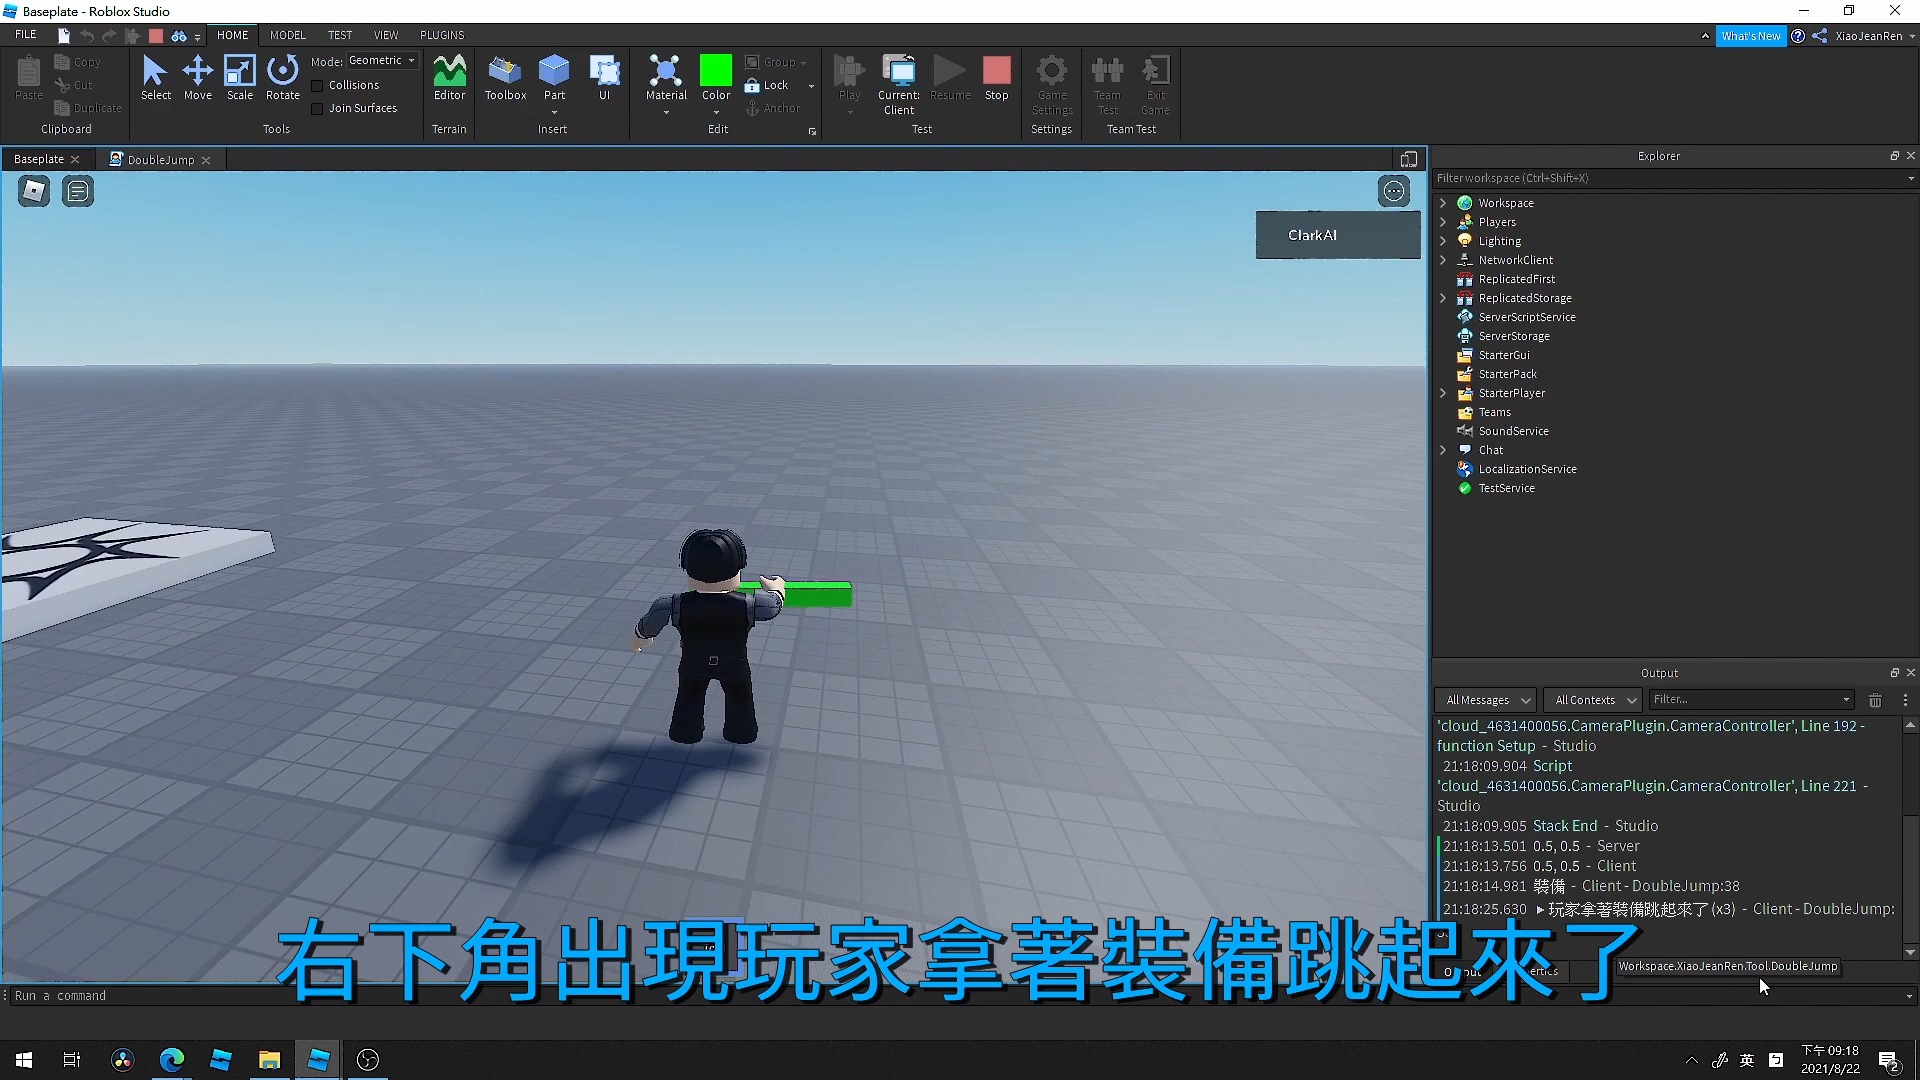 Baseplate - Roblox Studio
FILE
HOME
MODEL
TEST
VIEW
PLUGINS
What's New
XiaoJeanRen
Paste
Copy
Cut
Duplicate
Clipboard
Select
Move
Scale
Rotate
Mode: Geometric
Collisions
Join Surfaces
Tools
Editor
Terrain
Toolbox
Part
UI
Insert
Material
Color
Group
Lock
Anchor
Edit
Play
Current: Client
Resume
Stop
Test
Game Settings
Settings
Team Test
Exit Game
Team Test
Baseplate
DoubleJump
ClarkAI
Explorer
Filter workspace (Ctrl+Shift+X)
Workspace
Players
Lighting
NetworkClient
ReplicatedFirst
ReplicatedStorage
ServerScriptService
ServerStorage
StarterGui
StarterPack
StarterPlayer
Teams
SoundService
Chat
LocalizationService
TestService
Output
All Messages
All Contexts
Filter...
'cloud_4631400056.CameraPlugin.CameraController', Line 192 -
function Setup - Studio
21:18:09.904 Script
'cloud_4631400056.CameraPlugin.CameraController', Line 221 -
Studio
21:18:09.905 Stack End - Studio
21:18:13.501 0.5, 0.5 - Server
21:18:13.756 0.5, 0.5 - Client
21:18:14.981 裝備 - Client - DoubleJump:38
21:18:25.630 玩家拿著裝備跳起來了 (x3) - Client - DoubleJump:
右下角出現玩家拿著裝備跳起來了
Workspace.XiaoJeanRen.Tool.DoubleJump
Run a command
英
下午 09:18
2021/8/22
2